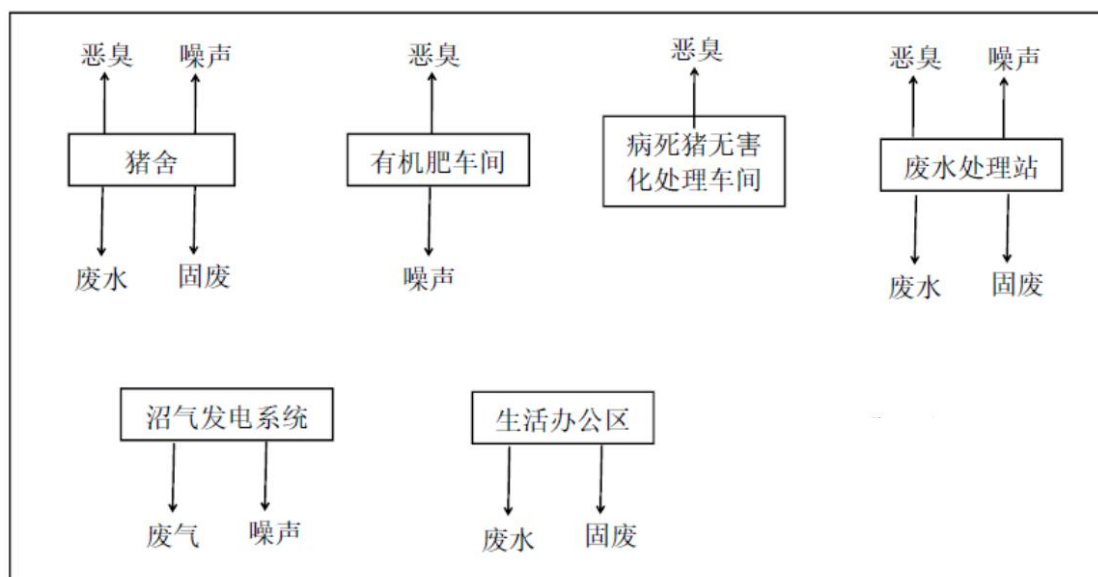 恶臭 噪声 恶臭 恶臭 恶臭 噪声
猪舍 有机肥车间 病死猪无害 废水处理站
化处理车间
废水 固废 噪声 废水 固废
沼气发电系统 生活办公区
废气 噪声 废水 固废